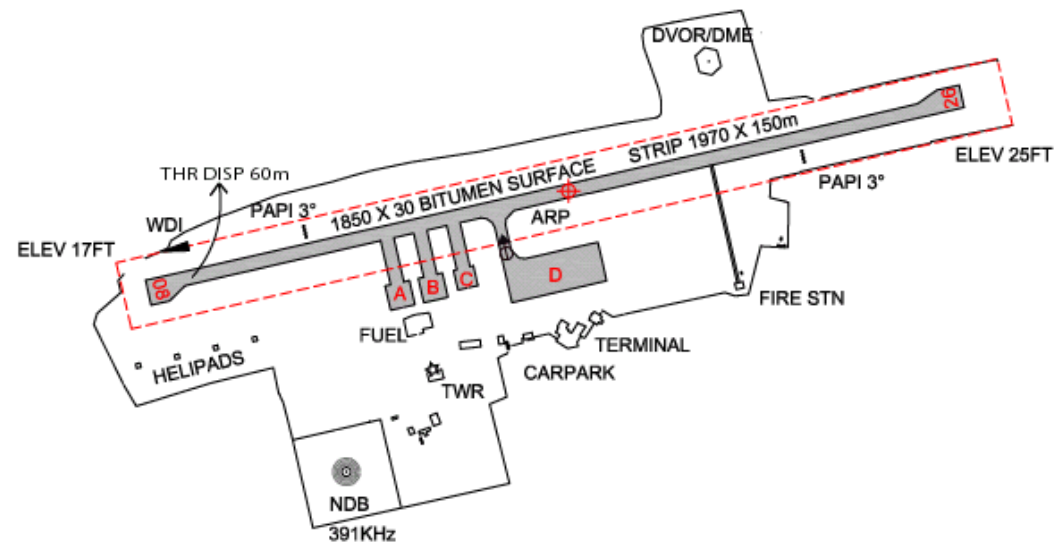 DVOR/DME
26
STRIP 1970 X 150m
ELEV 25FT
THR DISP 60m
PAPI 3°
1850 X 30 BITUMEN SURFACE
PAPI 3°
WDI
ARP
ELEV 17FT
08
A
B
C
D
FIRE STN
FUEL
TERMINAL
HELIPADS
CARPARK
TWR
NDB
391KHz